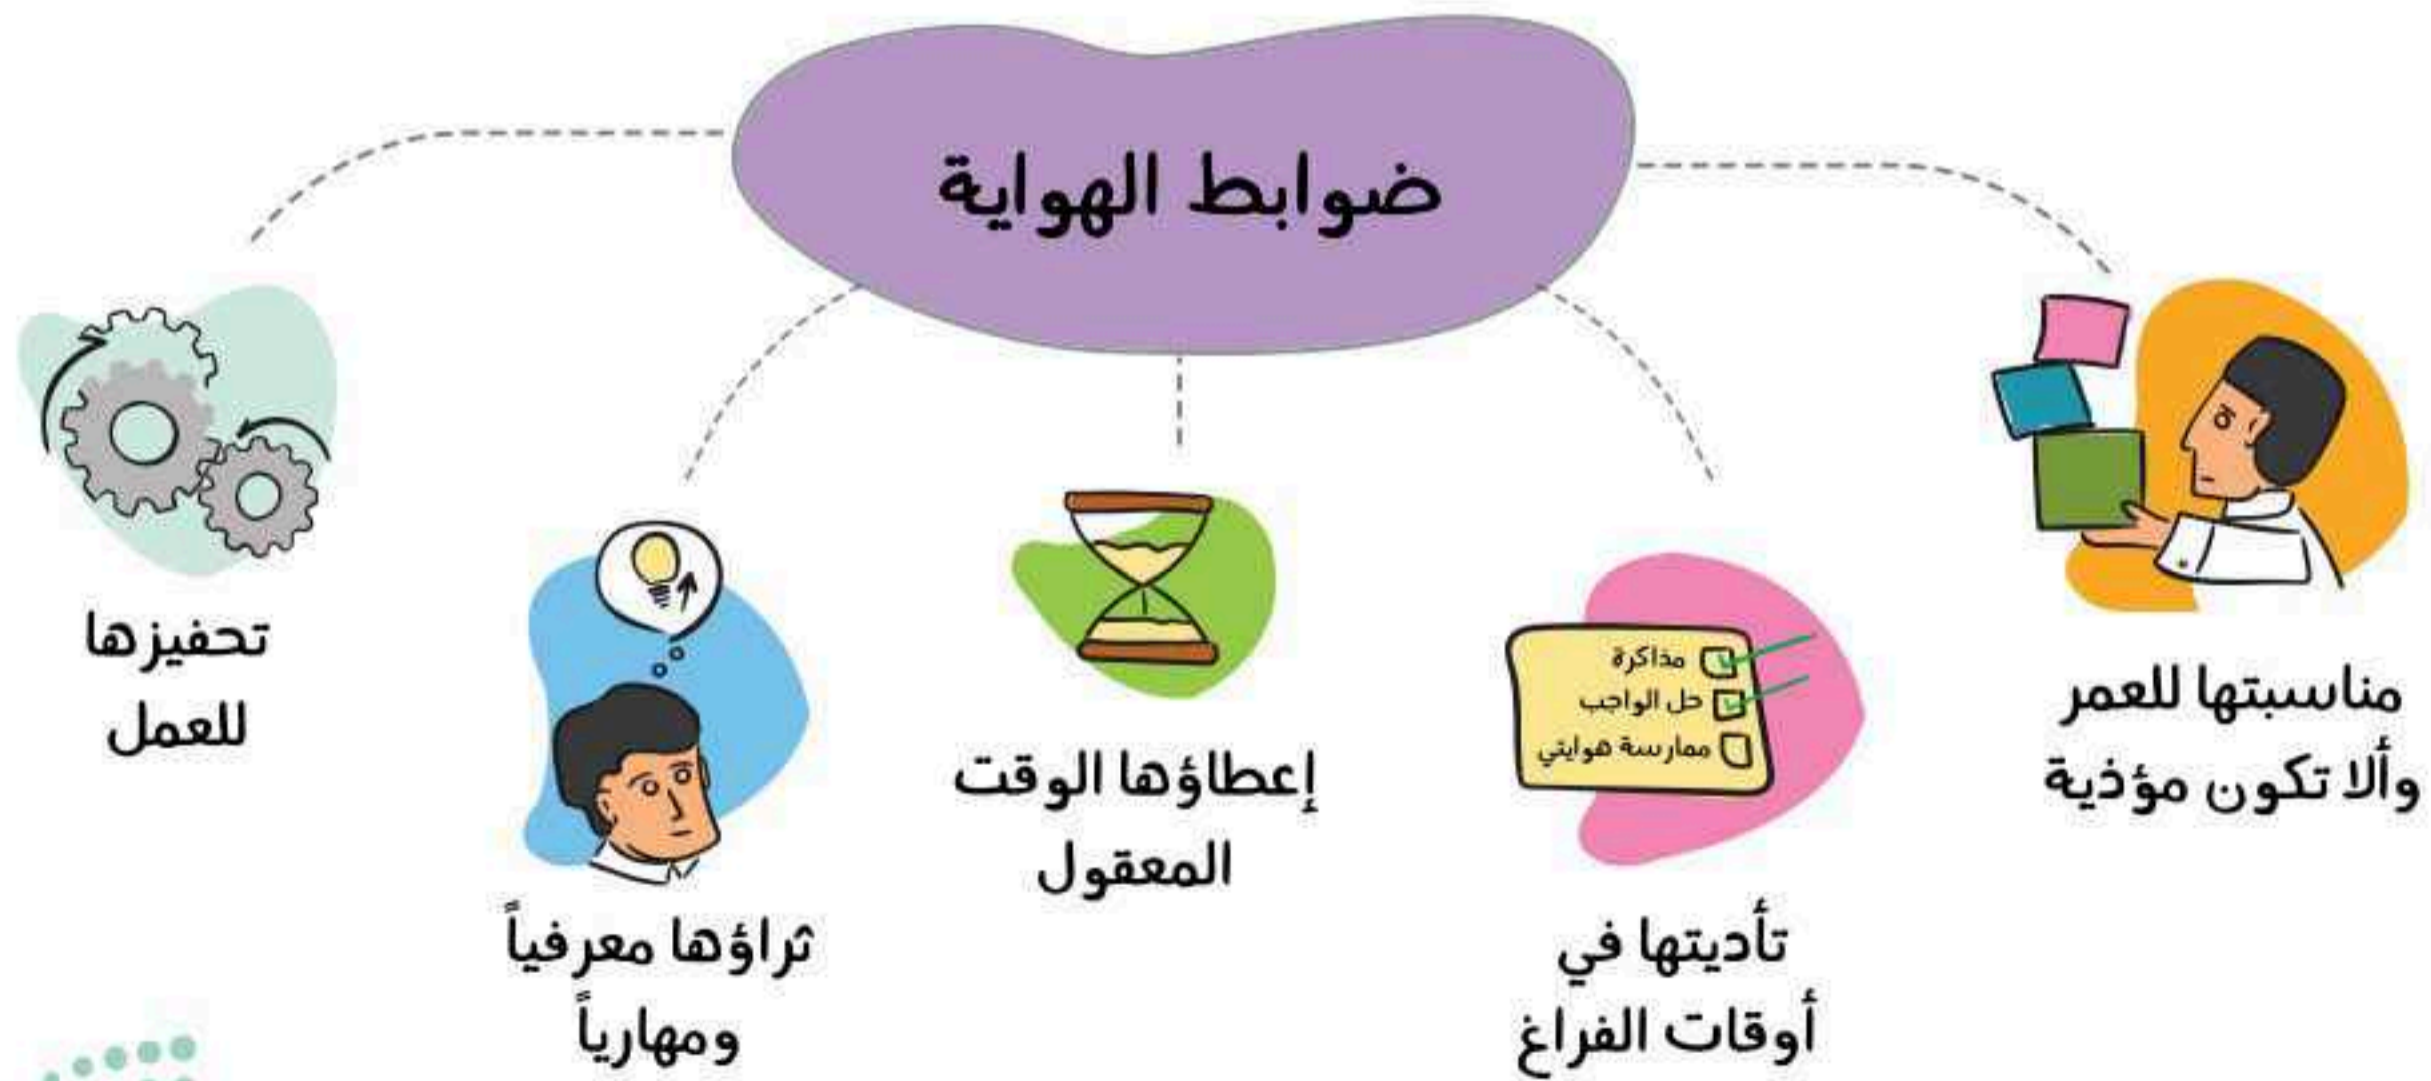 ضوابط الهواية
مناسبتها للعمر
وألا تكون مؤذية
مذاكرة
حل الواجب
ممارسة هوايتي
تأديتها في
أوقات الفراغ
إعطاؤها الوقت
المعقول
ثراؤها معرفياً
ومهارياً
تحفيزها
للعمل